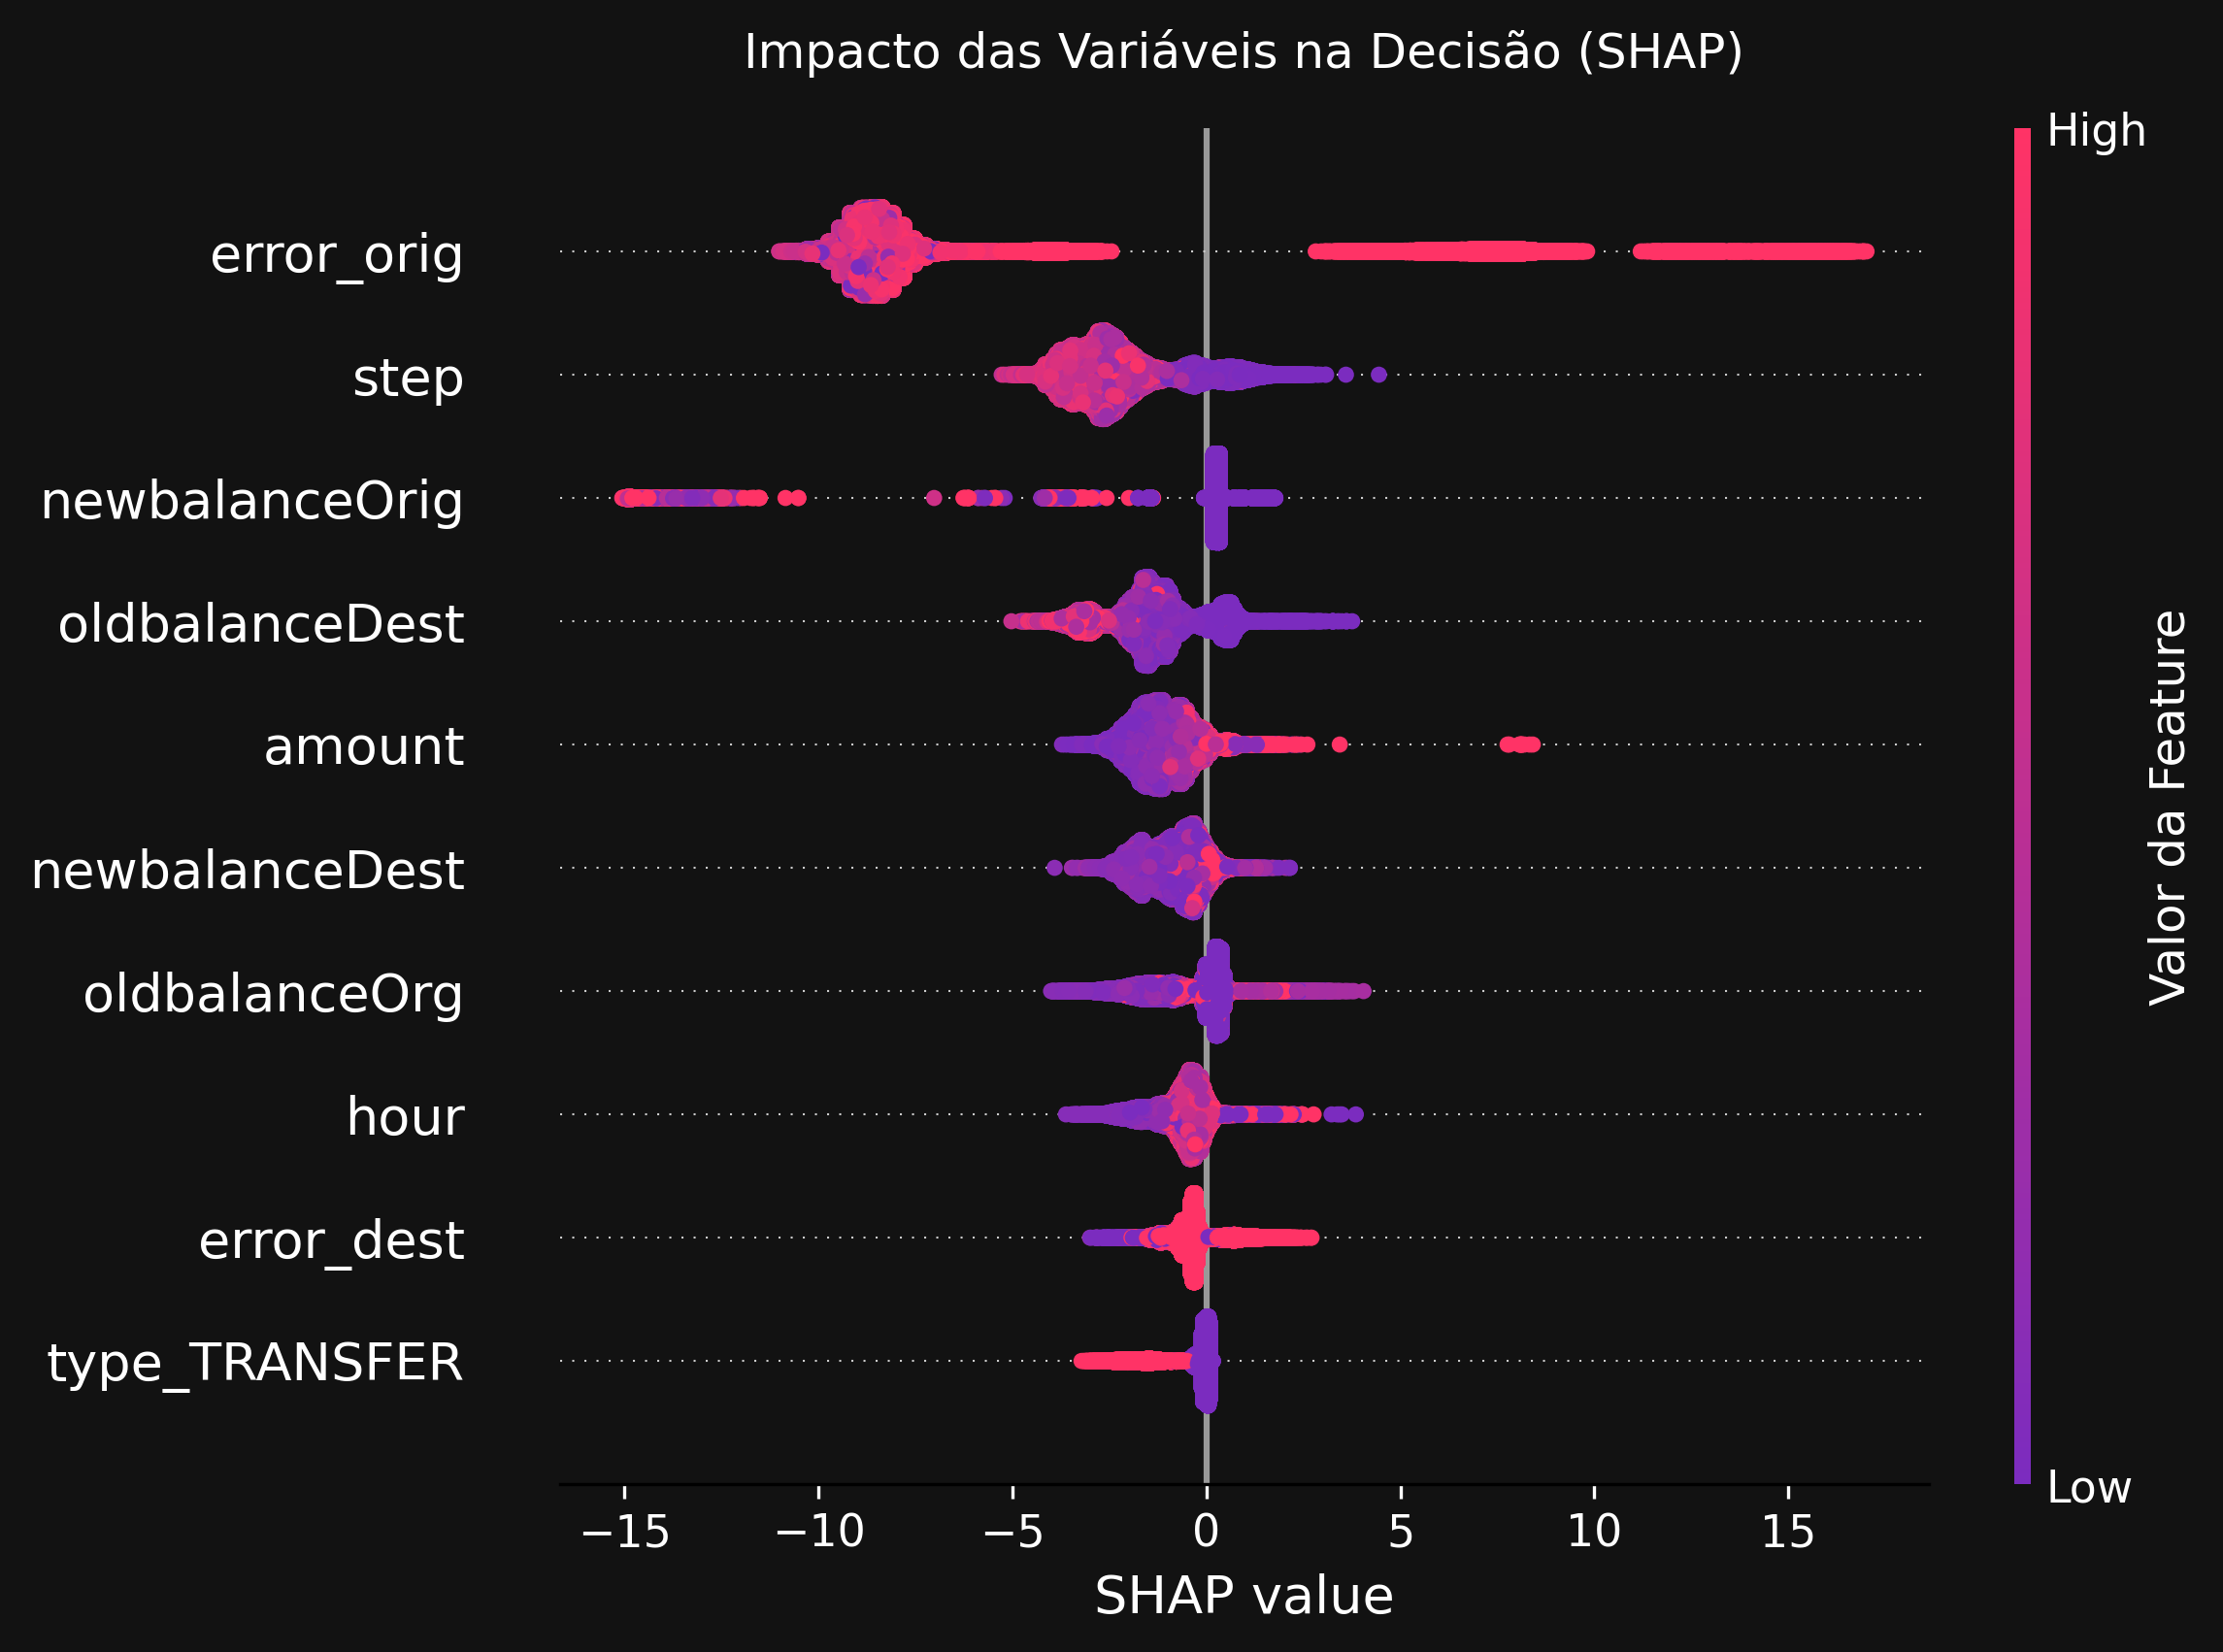 Impacto das Variáveis na Decisão (SHAP)
High
error_orig
step
newbalanceOrig
oldbalanceDest
amount
newbalanceDest
oldbalanceOrg
hour
error_dest
type_TRANSFER
Valor da Feature
Low
−15 −10 −5 0 5 10 15
SHAP value